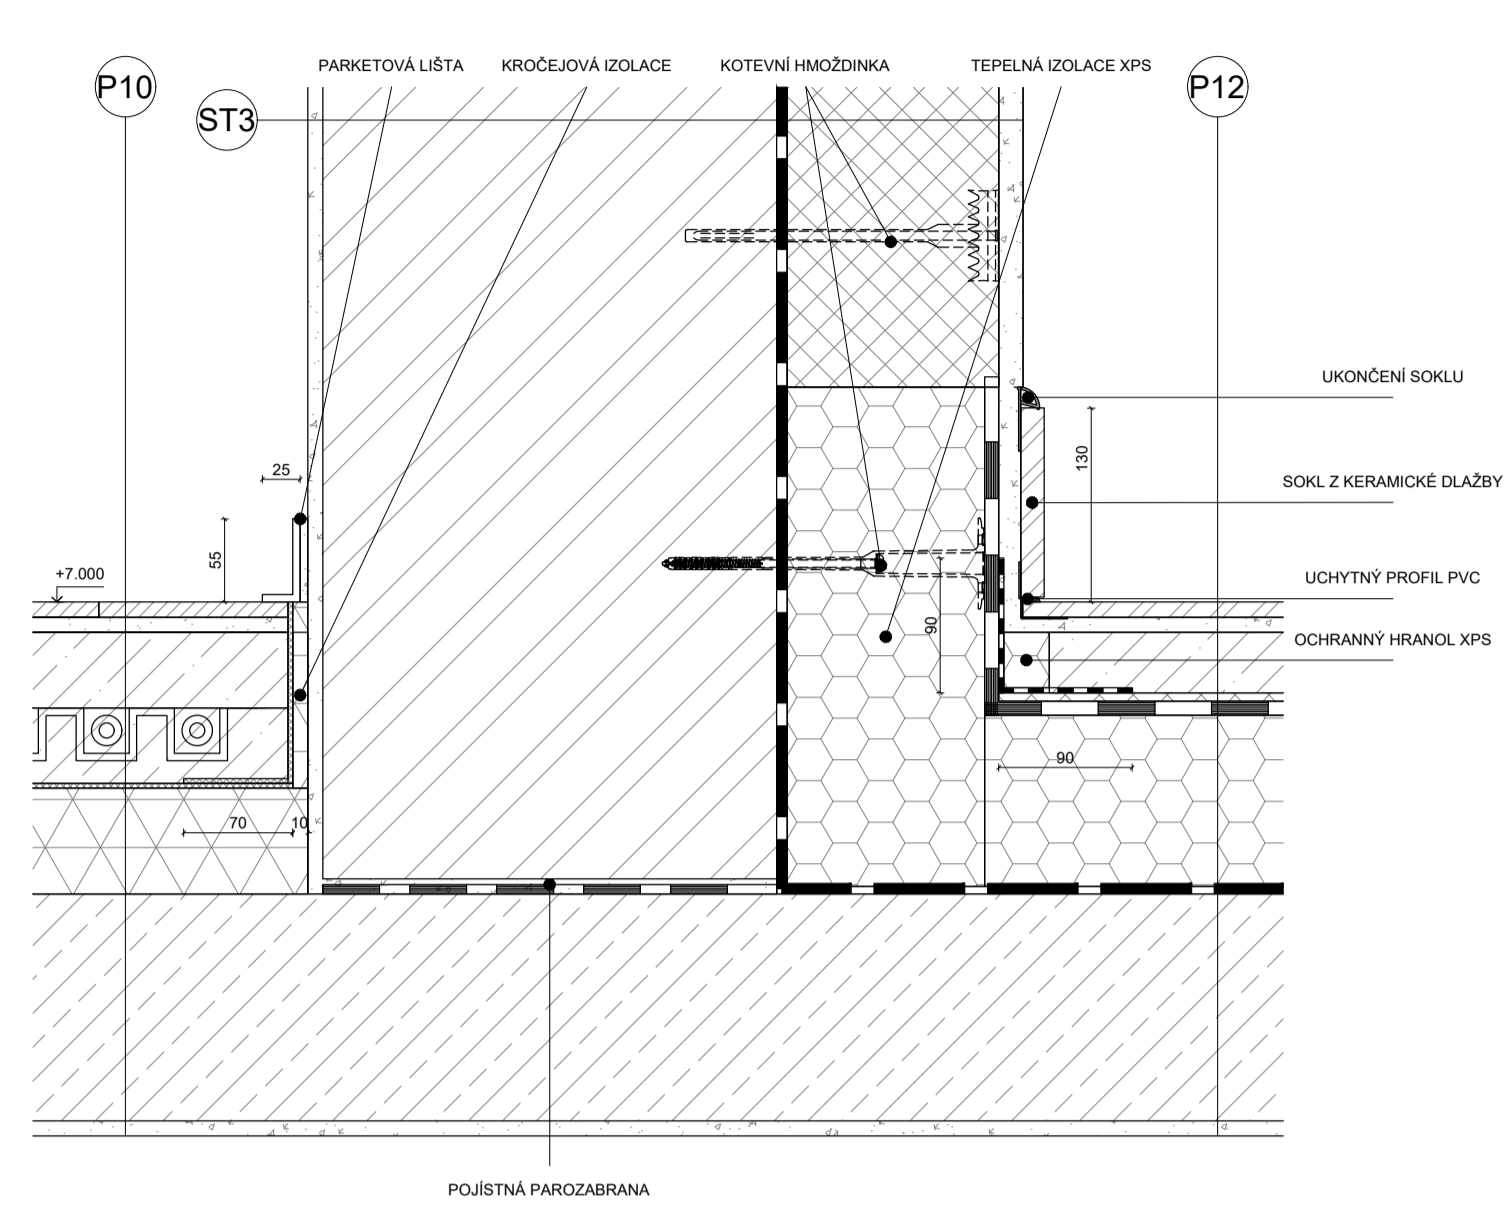 PARKETOVÁ LIŠTA
KROČEJOVÁ IZOLACE
KOTEVNÍ HMOŽDINKA
TEPELNÁ IZOLACE XPS
P10
P12
ST3
UKONČENÍ SOKLU
130
25
SOKL Z KERAMICKÉ DLAŽBY
55
+7.000
UCHYTNÝ PROFIL PVC
90
OCHRANNÝ HRANOL XPS
90
70
10
POJÍSTNÁ PAROZABRANA